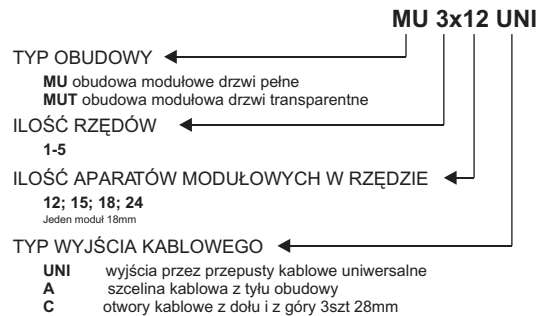 MU 3x12 UNI
TYP OBUDOWY
MU obudowa modułowe drzwi pełne
MUT obudowa modułowa drzwi transparentne
ILOŚĆ RZĘDÓW
1-5
ILOŚĆ APARATÓW MODUŁOWYCH W RZĘDZIE
12; 15; 18; 24
Jeden moduł 18mm
TYP WYJŚCIA KABLOWEGO
UNI wyjścia przez przepusty kablowe uniwersalne
A szcelina kablowa z tyłu obudowy
C otwory kablowe z dołu i z góry 3szt 28mm